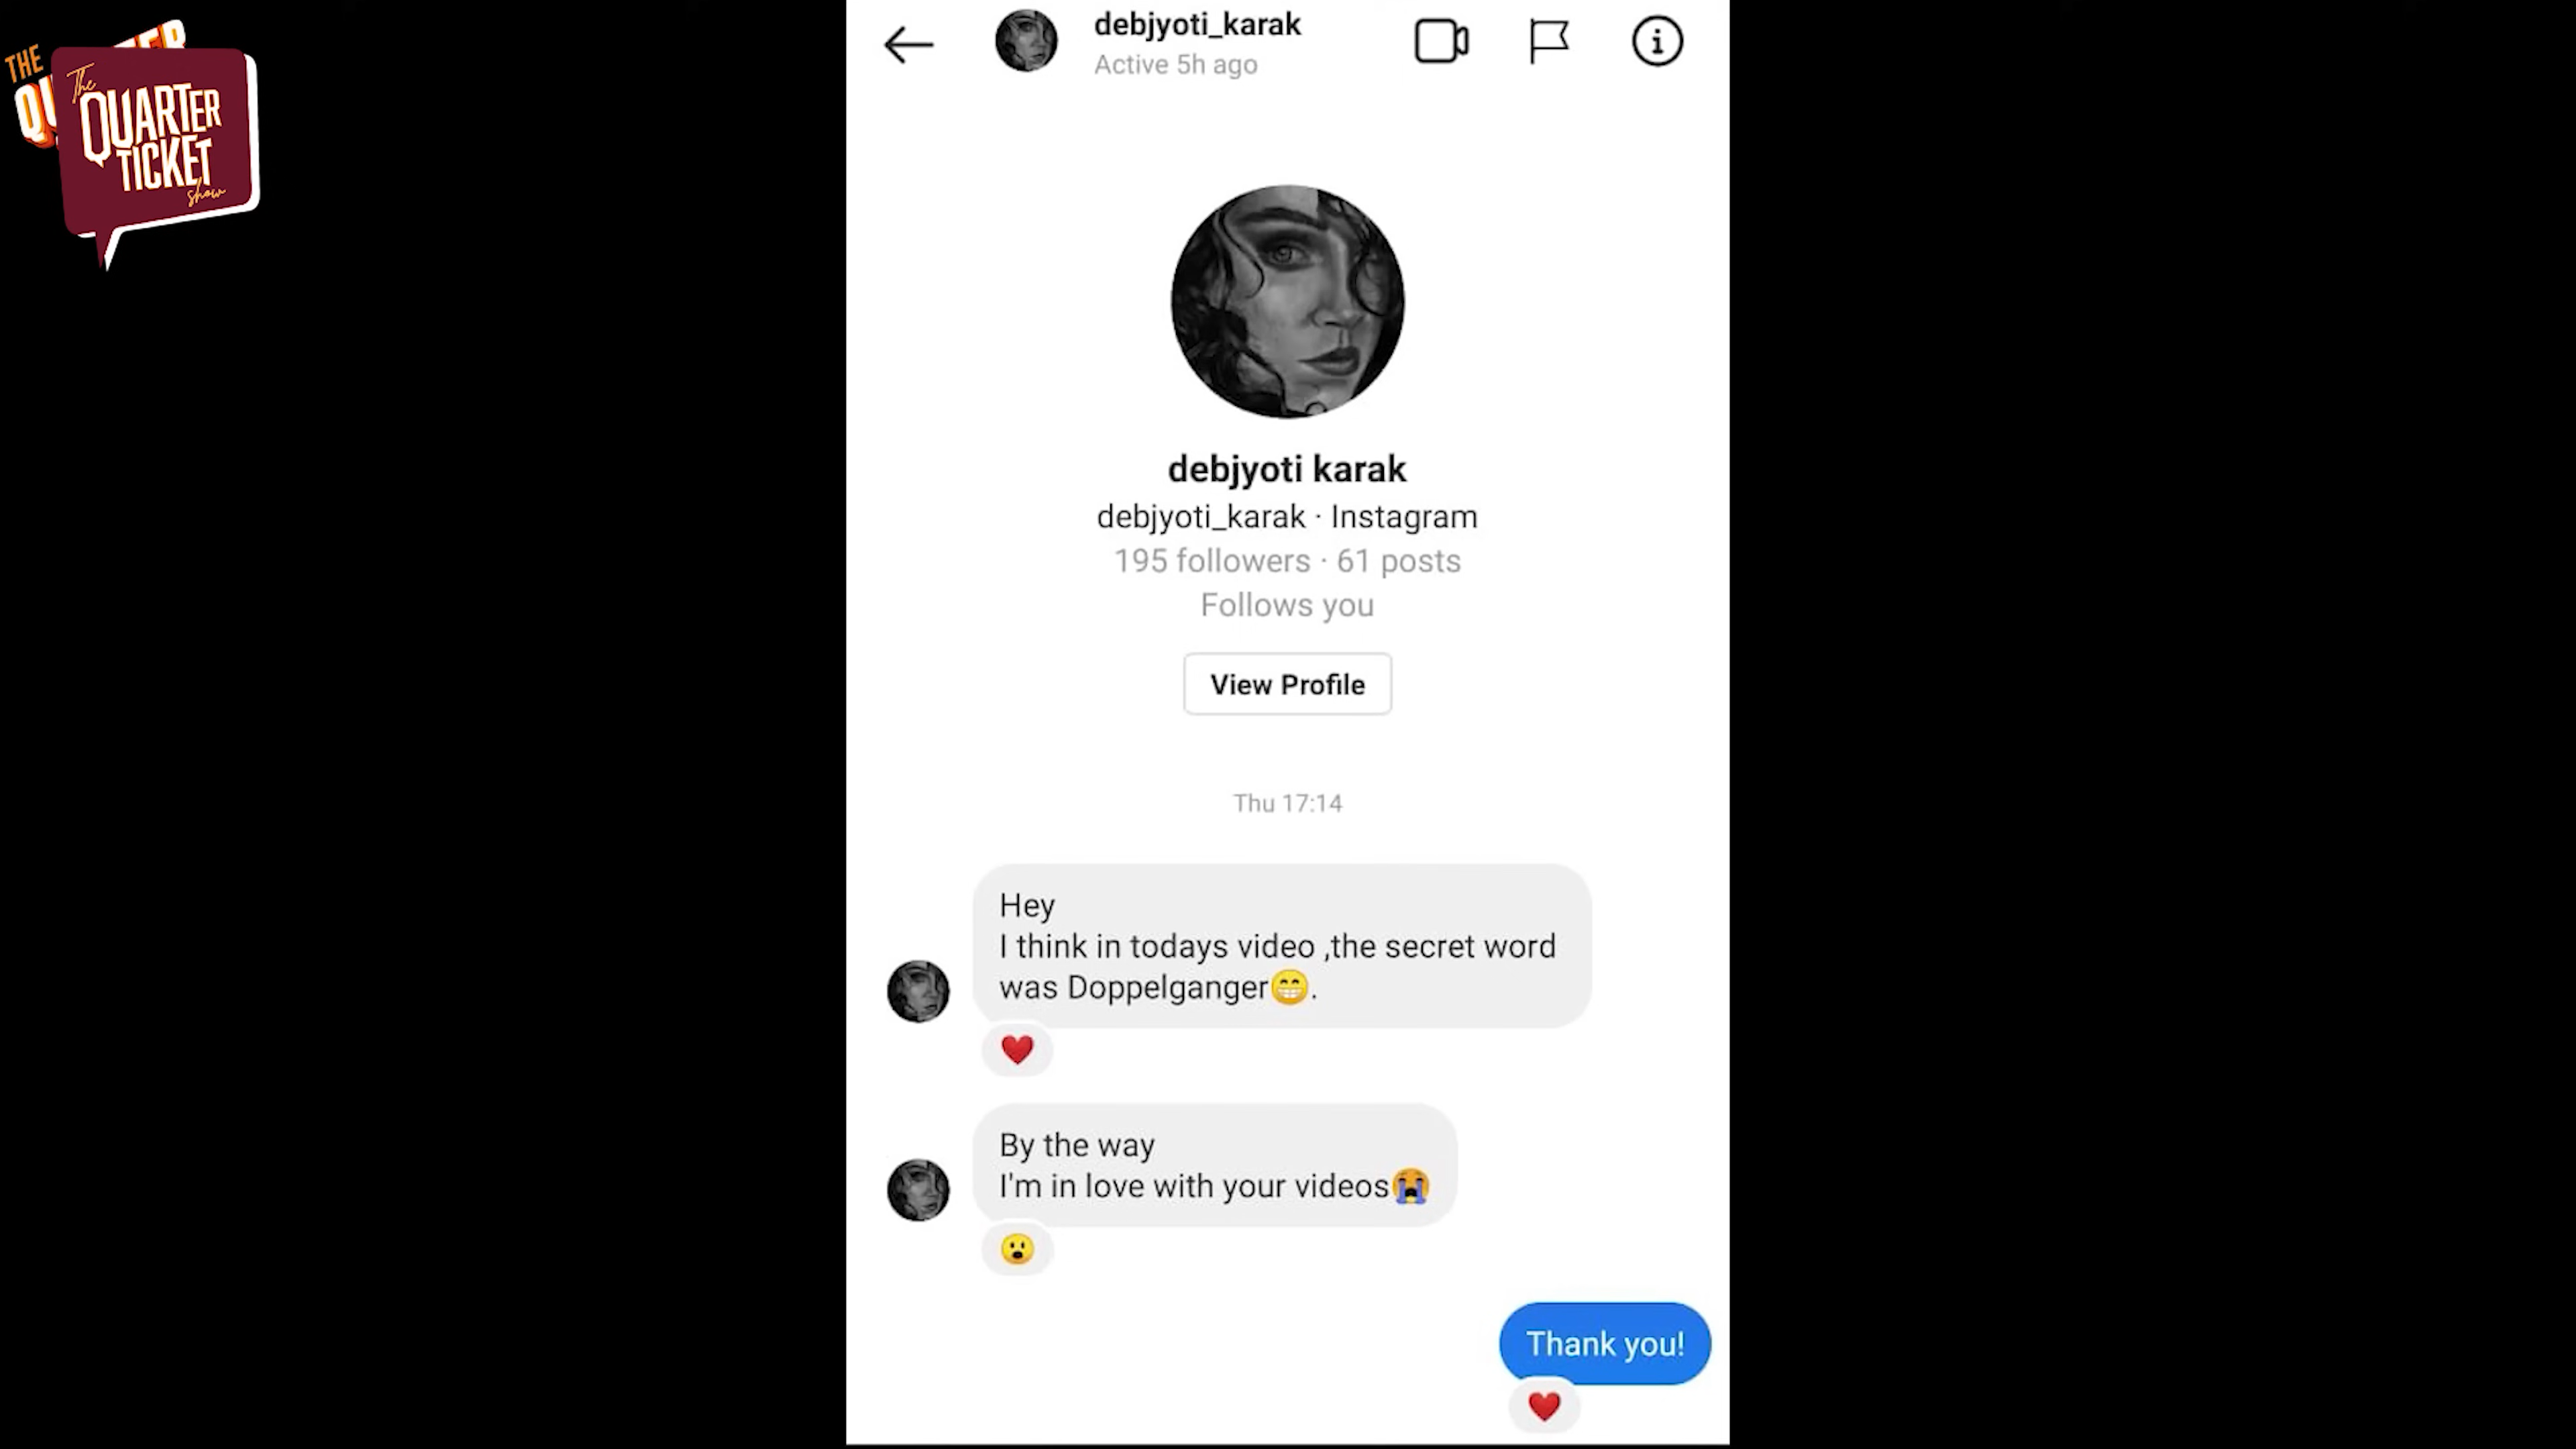 THE
The
QUARTER
TICKET
show
debjyoti_karak
Active 5h ago
debjyoti karak
debjyoti_karak · Instagram
195 followers · 61 posts
Follows you
View Profile
Thu 17:14
Hey
I think in todays video ,the secret word
was Doppelganger😁.
❤️
By the way
I'm in love with your videos😭
😮
Thank you!
❤️